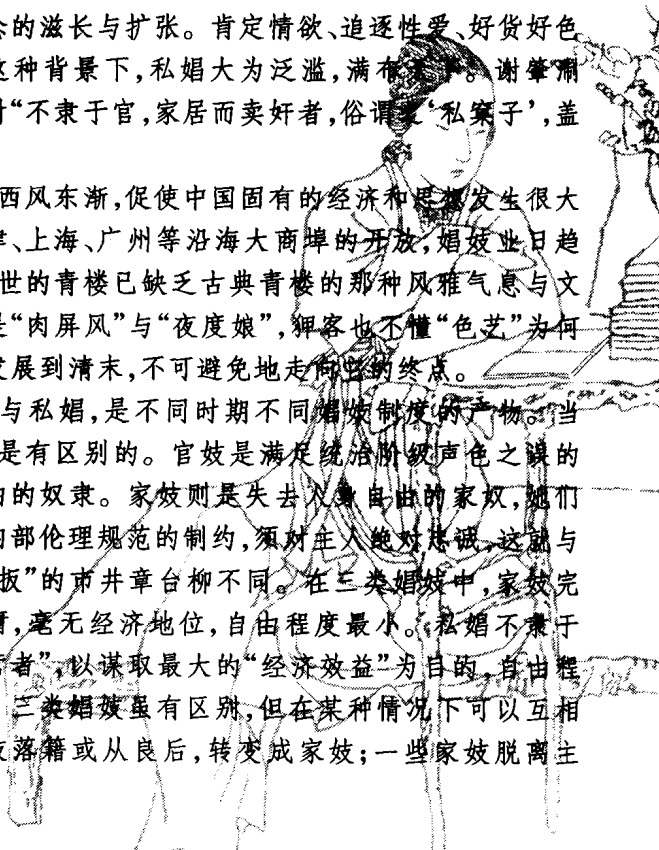 的滋长与扩张。肯定情欲、追逐性爱、好货好色
这种背景下,私娼大为泛滥,满布天下。谢肇淛
“不隶于官,家居而卖奸者,俗谓之‘私窠子’,盖
西风东渐,促使中国固有的经济和思想发生很大
、上海、广州等沿海大商埠的开放,娼妓业日趋
世的青楼已缺乏古典青楼的那种风雅气息与文
是“肉屏风”与“夜度娘”,狎客也不懂“色艺”为何
发展到清末,不可避免地走向它的终点。
与私娼,是不同时期不同娼妓制度的产物。当
是有区别的。官妓是满足统治阶级声色之误的
的奴隶。家妓则是失去人身自由的家奴,她们
内部伦理规范的制约,须对主人绝对忠诚,这就与
扳”的市井章台柳不同。在三类娼妓中,家妓完
,毫无经济地位,自由程度最小。私娼不隶于
者”,以谋取最大的“经济效益”为目的,自由程
三类娼妓虽有区别,但在某种情况下可以互相
落籍或从良后,转变成家妓;一些家妓脱离主